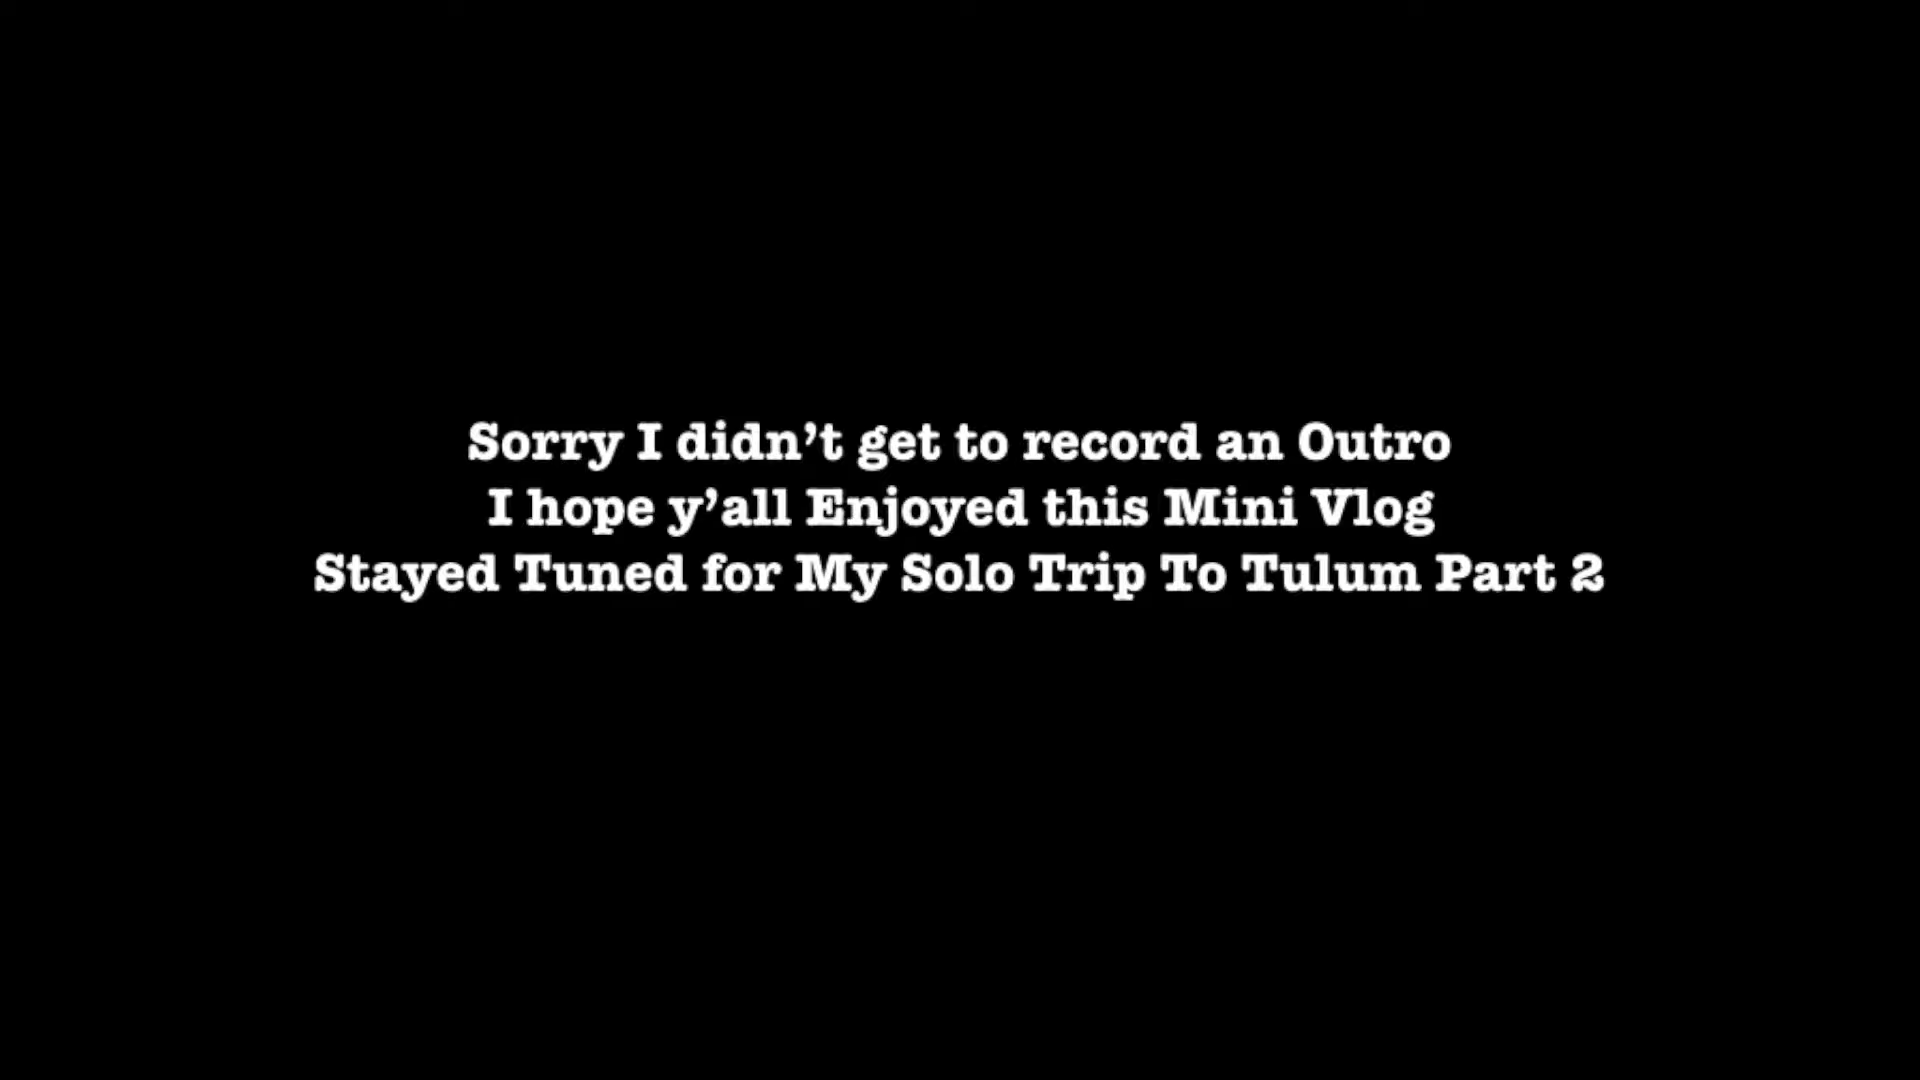 Sorry I didn’t get to record an Outro
I hope y’all Enjoyed this Mini Vlog
Stayed Tuned for My Solo Trip To Tulum Part 2